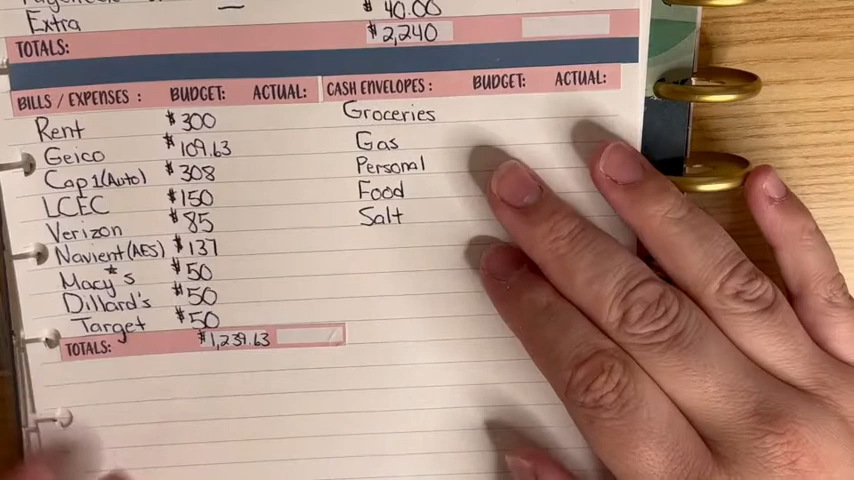 $40.00
Extra —
TOTALS: $2,240
BILLS / EXPENSES : BUDGET: ACTUAL: CASH ENVELOPES : BUDGET: ACTUAL:
Rent $300 Groceries
Geico $109.63 Gas
Cap1(Auto) $308 Personal
LCEC $150 Food
Verizon $85 Salt
Navient(AES) $137
Macy*s $50
Dillard's $50
Target $50
TOTALS: $1,239.63